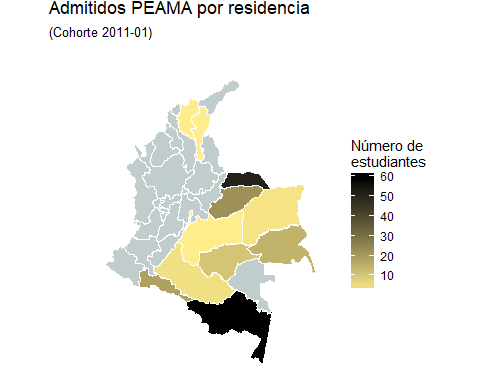 Admitidos PEAMA por residencia
(Cohorte 2011-01)
Número de
estudiantes
60
50
40
30
20
10